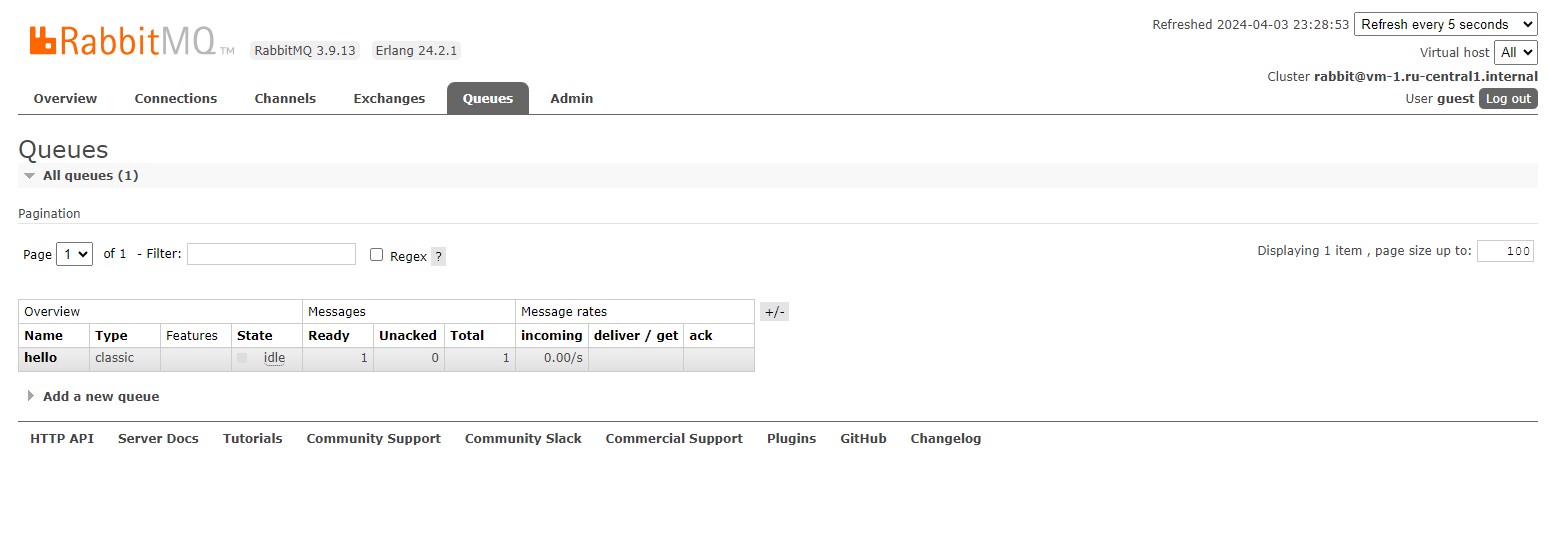 RabbitMQ TM RabbitMQ 3.9.13 Erlang 24.2.1
Refreshed 2024-04-03 23:28:53 Refresh every 5 seconds
Virtual host All
Cluster rabbit@vm-1.ru-central1.internal
User guest Log out
Overview Connections Channels Exchanges Queues Admin
Queues
All queues (1)
Pagination
Page 1 of 1 - Filter: Regex ? Displaying 1 item , page size up to: 100
Overview Messages Message rates +/-
Name Type Features State Ready Unacked Total incoming deliver / get ack
hello classic idle 1 0 1 0.00/s
Add a new queue
HTTP API Server Docs Tutorials Community Support Community Slack Commercial Support Plugins GitHub Changelog